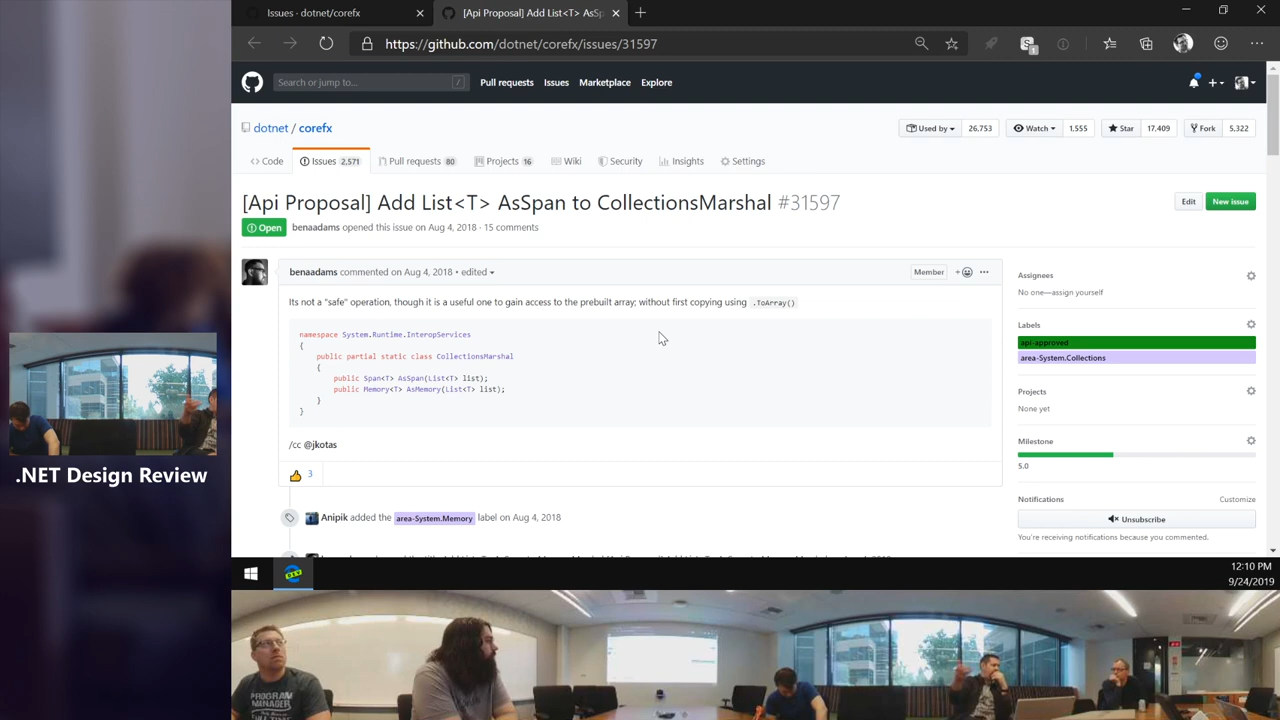 Issues · dotnet/corefx
[Api Proposal] Add List<T> AsSp
https://github.com/dotnet/corefx/issues/31597
Search or jump to...
/
Pull requests
Issues
Marketplace
Explore
dotnet / corefx
Used by
26,753
Watch
1,555
Star
17,409
Fork
5,322
Code
Issues 2,571
Pull requests 80
Projects 16
Wiki
Security
Insights
Settings
[Api Proposal] Add List<T> AsSpan to CollectionsMarshal #31597
Edit
New issue
Open
benaadams opened this issue on Aug 4, 2018 · 15 comments
benaadams commented on Aug 4, 2018 • edited
Member
Its not a "safe" operation, though it is a useful one to gain access to the prebuilt array; without first copying using .ToArray()
namespace System.Runtime.InteropServices
{
public partial static class CollectionsMarshal
{
public Span<T> AsSpan(List<T> list);
public Memory<T> AsMemory(List<T> list);
}
}
/cc @jkotas
3
Anipik added the area-System.Memory label on Aug 4, 2018
Assignees
No one—assign yourself
Labels
api-approved
area-System.Collections
Projects
None yet
Milestone
5.0
Notifications
Customize
Unsubscribe
You're receiving notifications because you commented.
.NET Design Review
DEV
12:10 PM
9/24/2019
PROGRAM
MANAGER